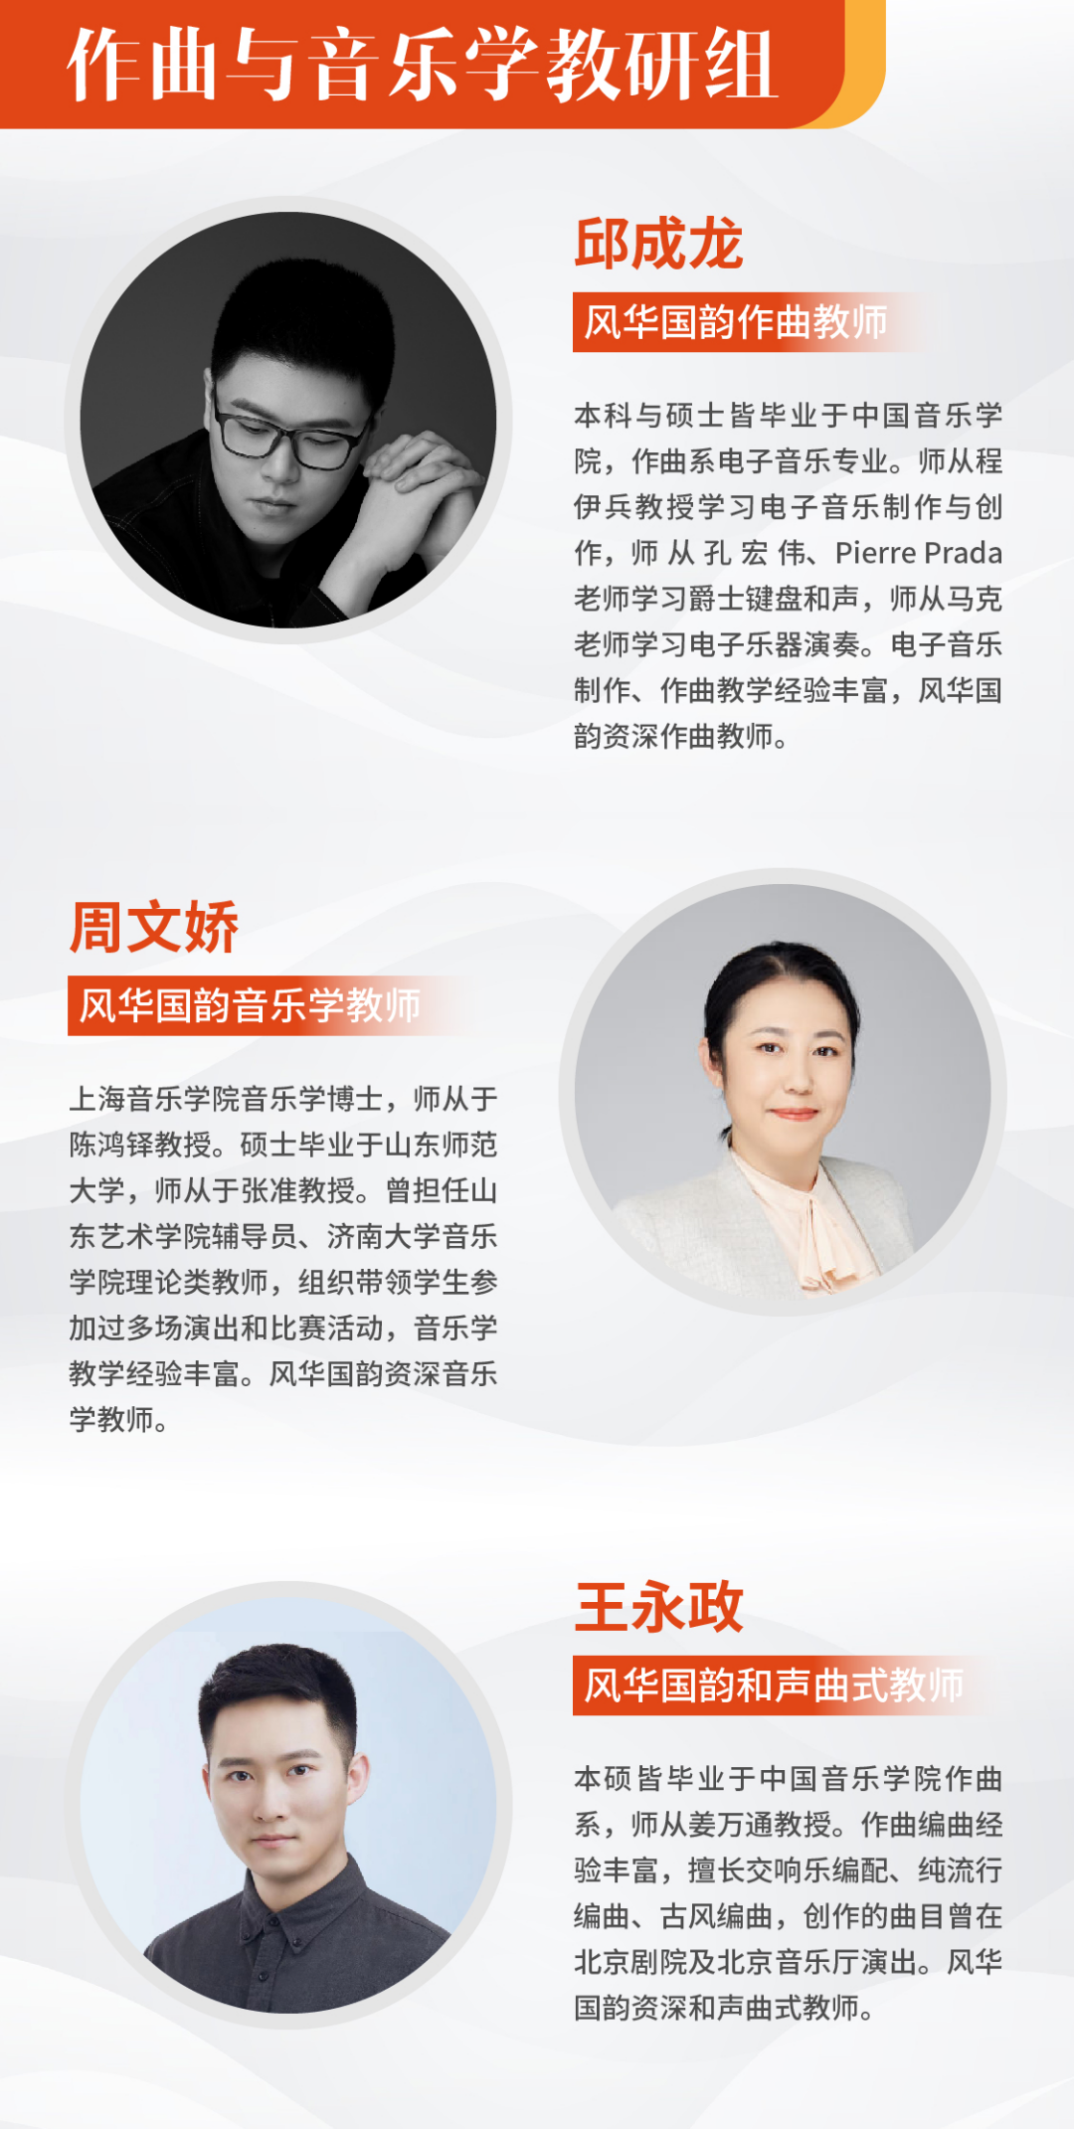 作曲与音乐学教研组
邱成龙
风华国韵作曲教师
本科与硕士皆毕业于中国音乐学
院，作曲系电子音乐专业。师从程
伊兵教授学习电子音乐制作与创
作，师从孔宏伟、Pierre Prada
老师学习爵士键盘和声，师从马克
老师学习电子乐器演奏。电子音乐
制作、作曲教学经验丰富，风华国
韵资深作曲教师。
周文娇
风华国韵音乐学教师
上海音乐学院音乐学博士，师从于
陈鸿铎教授。硕士毕业于山东师范
大学，师从于张准教授。曾担任山
东艺术学院辅导员、济南大学音乐
学院理论类教师，组织带领学生参
加过多场演出和比赛活动，音乐学
教学经验丰富。风华国韵资深音乐
学教师。
王永政
风华国韵和声曲式教师
本硕皆毕业于中国音乐学院作曲
系，师从姜万通教授。作曲编曲经
验丰富，擅长交响乐编配、纯流行
编曲、古风编曲，创作的曲目曾在
北京剧院及北京音乐厅演出。风华
国韵资深和声曲式教师。